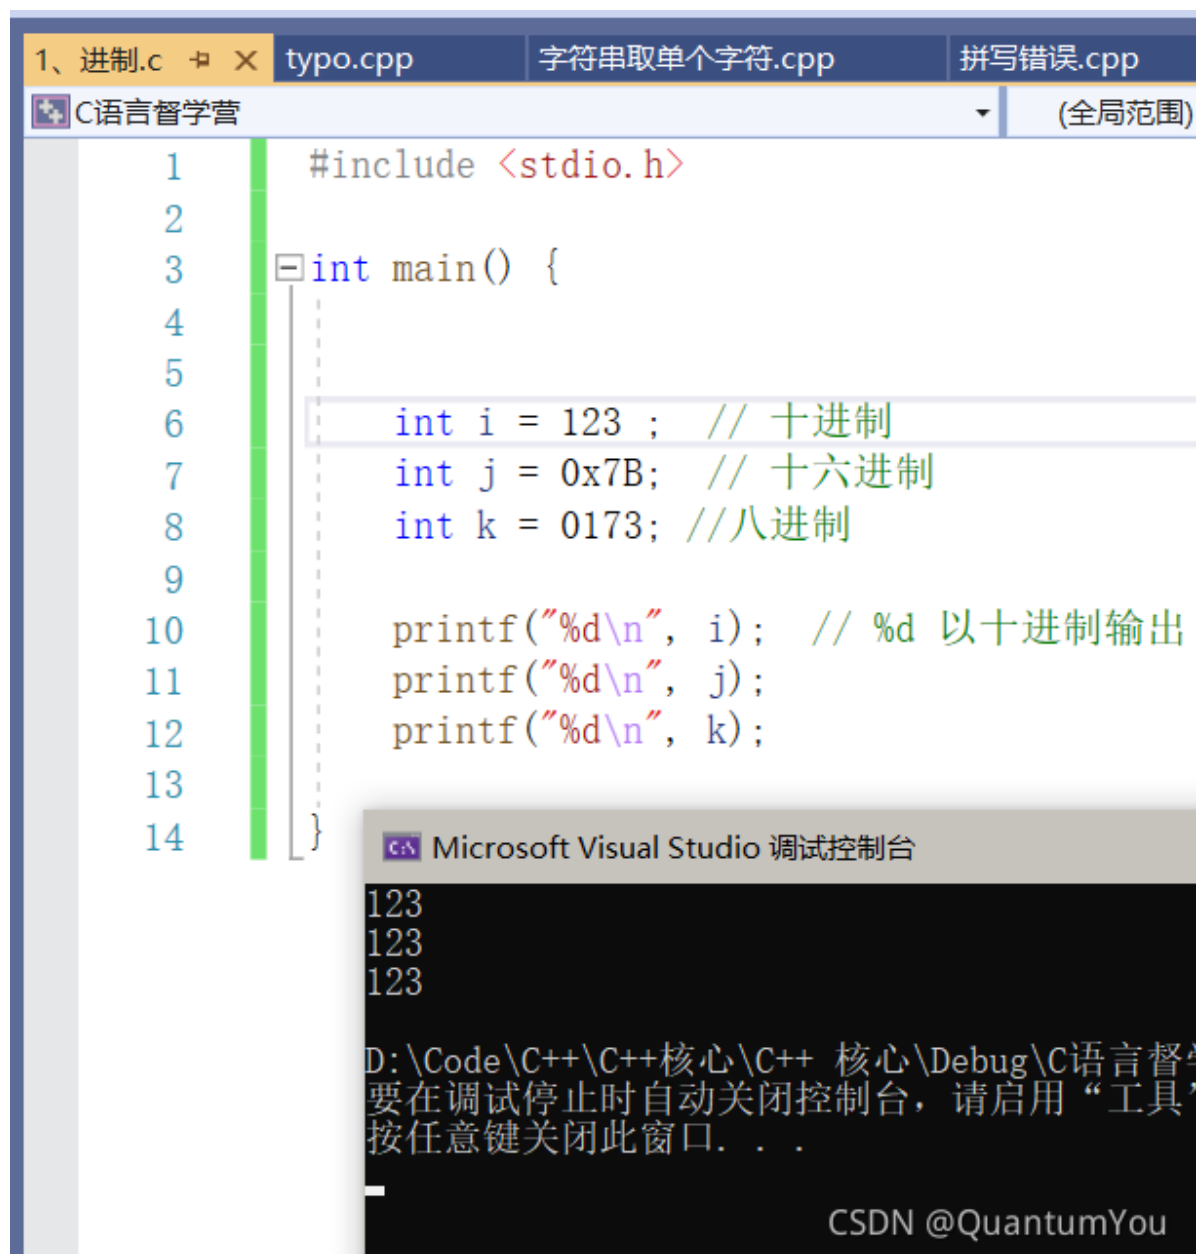 1、进制.c typo.cpp 字符串取单个字符.cpp 拼写错误.cpp
C语言督学营 (全局范围)
1 #include <stdio.h>
2
3 int main() {
4
5
6 int i = 123 ; // 十进制
7 int j = 0x7B; // 十六进制
8 int k = 0173; //八进制
9
10 printf("%d\n", i); // %d 以十进制输出
11 printf("%d\n", j);
12 printf("%d\n", k);
13
14 }
Microsoft Visual Studio 调试控制台
123
123
123
D:\Code\C++\C++核心\C++ 核心\Debug\C语言督学
要在调试停止时自动关闭控制台，请启用“工具”
按任意键关闭此窗口. . .
CSDN @QuantumYou